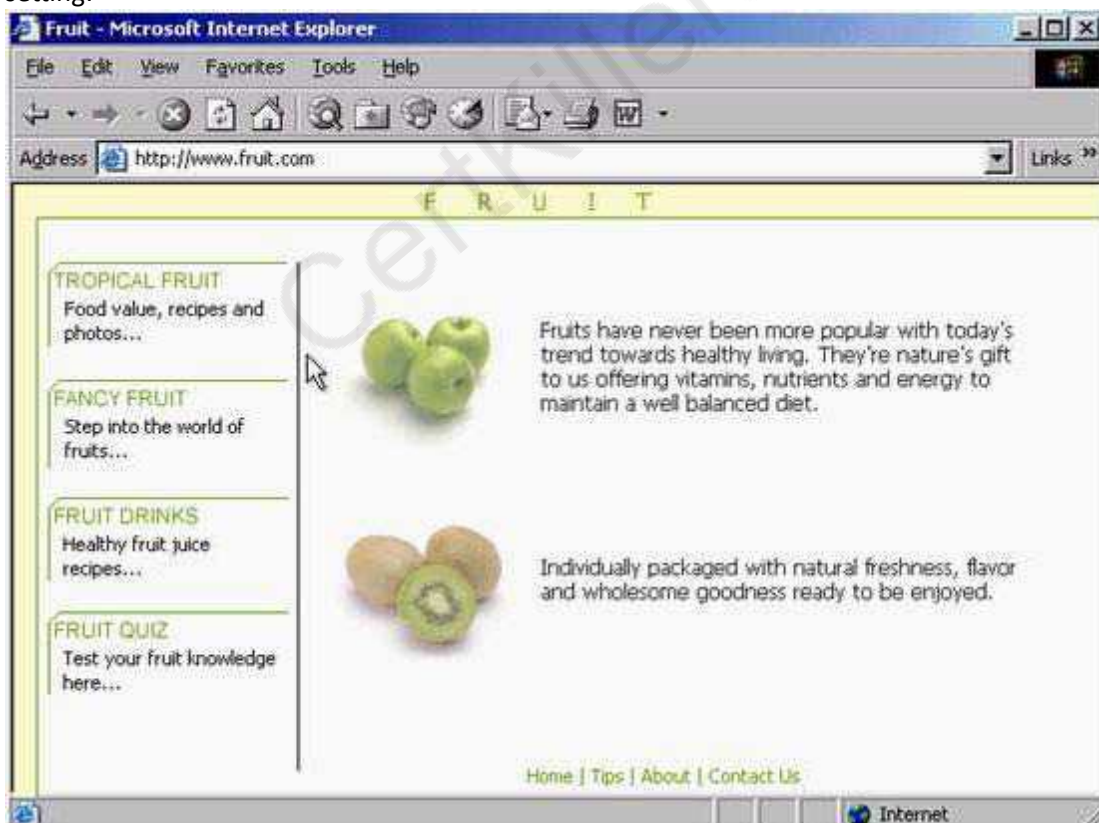 setting.
Fruit - Microsoft Internet Explorer
File Edit View Favorites Tools Help
Address http://www.fruit.com Links »
F R U I T
TROPICAL FRUIT
Food value, recipes and
photos...
FANCY FRUIT
Step into the world of
fruits...
FRUIT DRINKS
Healthy fruit juice
recipes...
FRUIT QUIZ
Test your fruit knowledge
here...
Fruits have never been more popular with today's
trend towards healthy living. They're nature's gift
to us offering vitamins, nutrients and energy to
maintain a well balanced diet.
Individually packaged with natural freshness, flavor
and wholesome goodness ready to be enjoyed.
Home | Tips | About | Contact Us
Internet
Certkiller